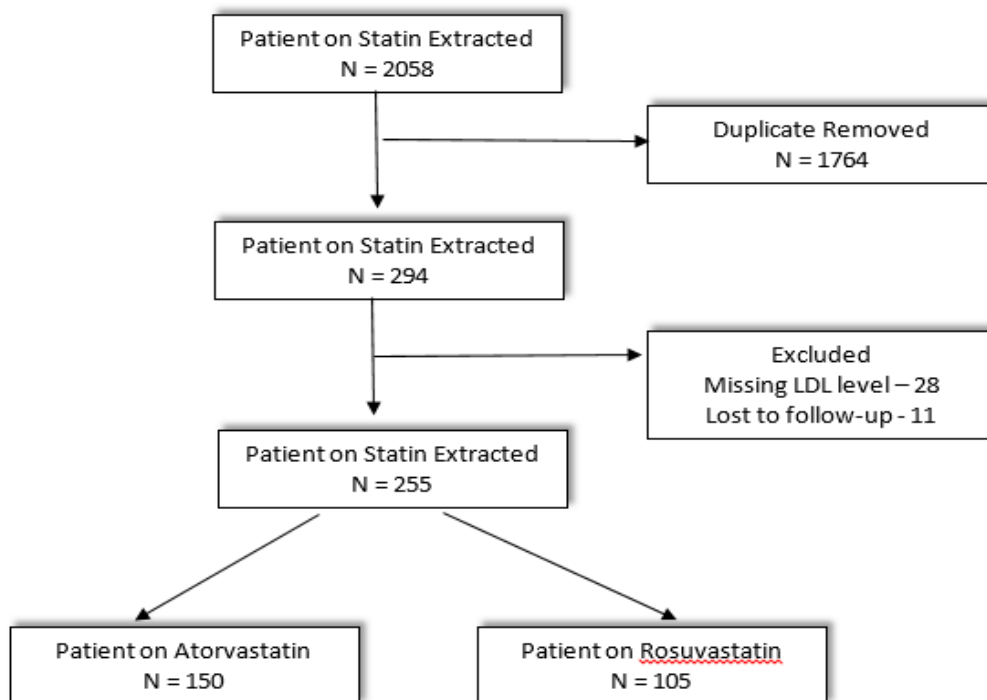 Patient on Statin Extracted
N = 2058
Duplicate Removed
N = 1764
Patient on Statin Extracted
N = 294
Excluded
Missing LDL level – 28
Lost to follow-up - 11
Patient on Statin Extracted
N = 255
Patient on Atorvastatin
N = 150
Patient on Rosuvastatin
N = 105